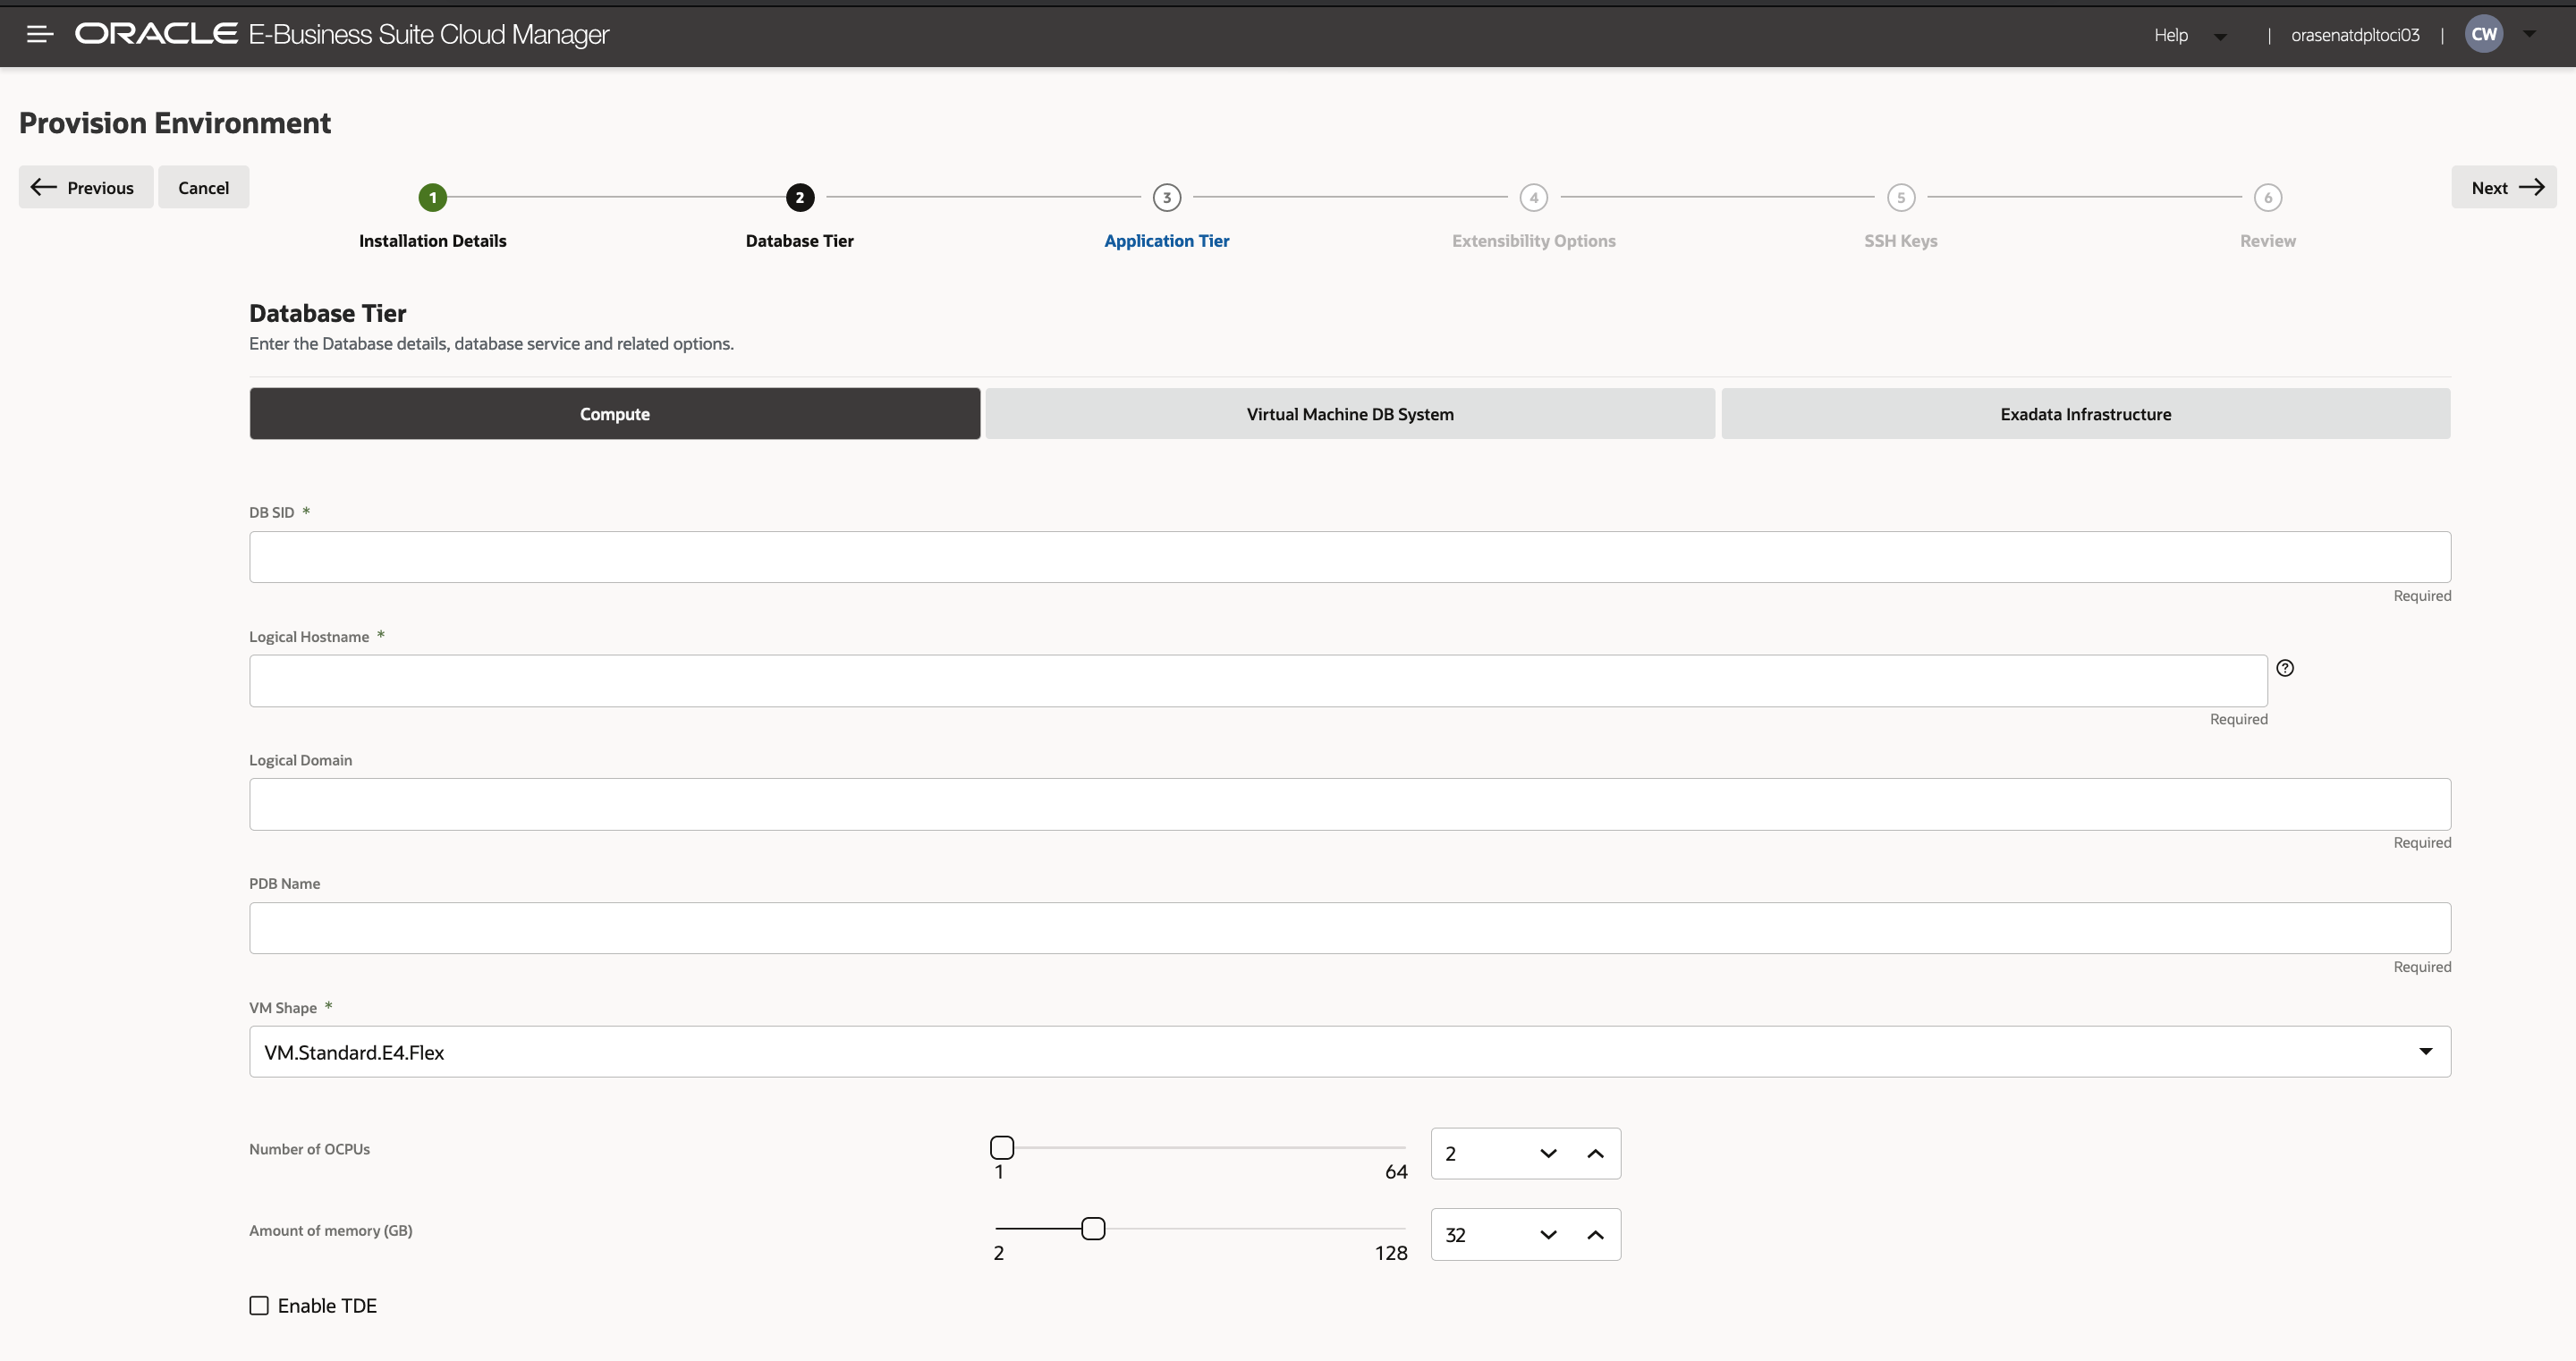 ORACLE E-Business Suite Cloud Manager
Help | orasenatdpltoci03 | CW
Provision Environment
Previous Cancel Next
1 2 3 4 5 6
Installation Details Database Tier Application Tier Extensibility Options SSH Keys Review
Database Tier
Enter the Database details, database service and related options.
Compute Virtual Machine DB System Exadata Infrastructure
DB SID *
Required
Logical Hostname *
?
Required
Logical Domain
Required
PDB Name
Required
VM Shape *
VM.Standard.E4.Flex
Number of OCPUs 2
1 64
Amount of memory (GB) 32
2 128
Enable TDE